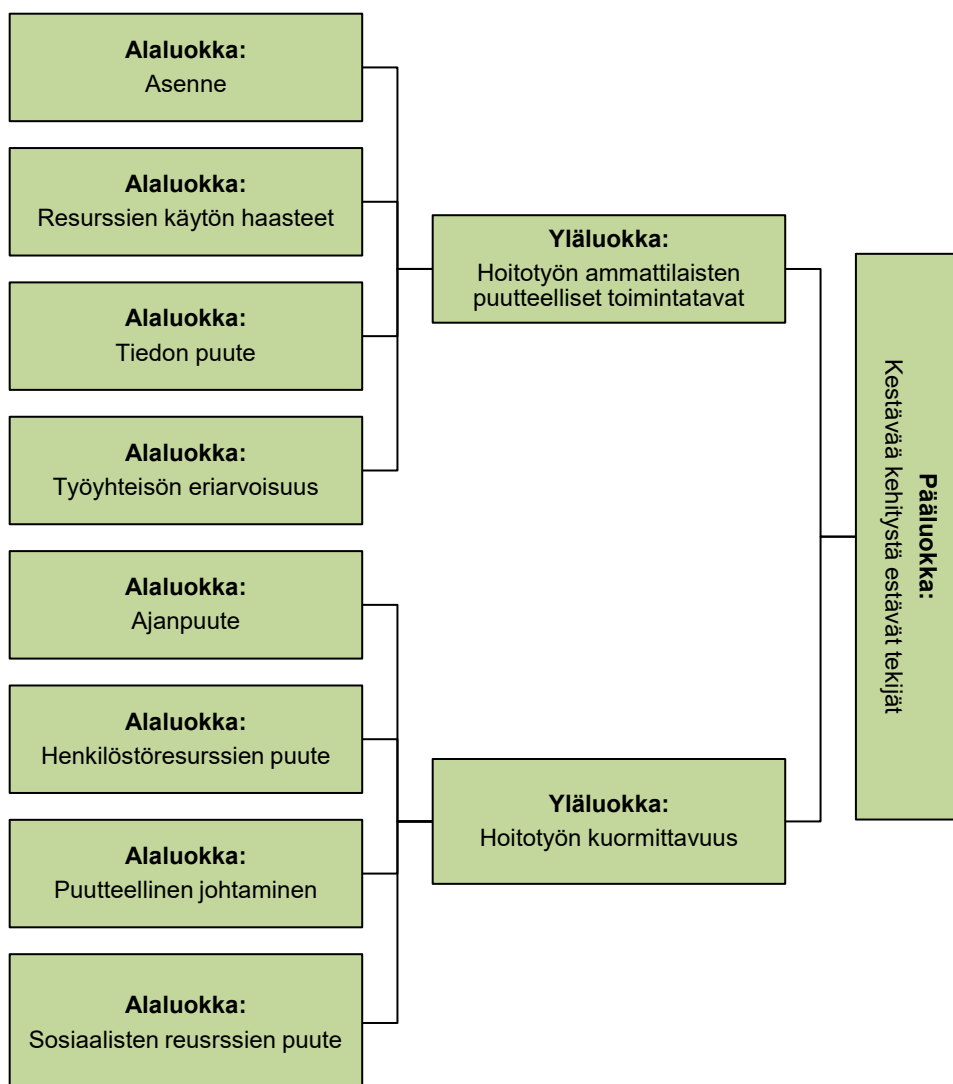 Alaluokka:
Asenne
Alaluokka:
Resurssien käytön haasteet
Alaluokka:
Tiedon puute
Alaluokka:
Työyhteisön eriarvoisuus
Alaluokka:
Ajanpuute
Alaluokka:
Henkilöstöresurssien puute
Alaluokka:
Puutteellinen johtaminen
Alaluokka:
Sosiaalisten reusrssien puute
Yläluokka:
Hoitotyön ammattilaisten
puutteelliset toimintatavat
Yläluokka:
Hoitotyön kuormittavuus
Pääluokka:
Kestävää kehitystä estävät tekijät